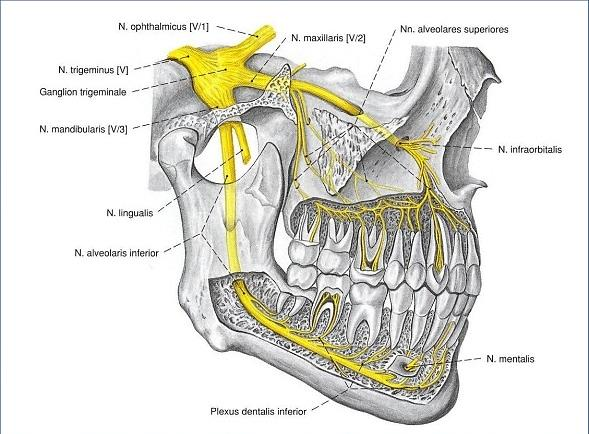 N. ophthalmicus [V/1]
N. maxillaris [V/2]
Nn. alveolares superiores
N. trigeminus [V]
Ganglion trigeminale
N. mandibularis [V/3]
N. infraorbitalis
N. lingualis
N. alveolaris inferior
N. mentalis
Plexus dentalis inferior